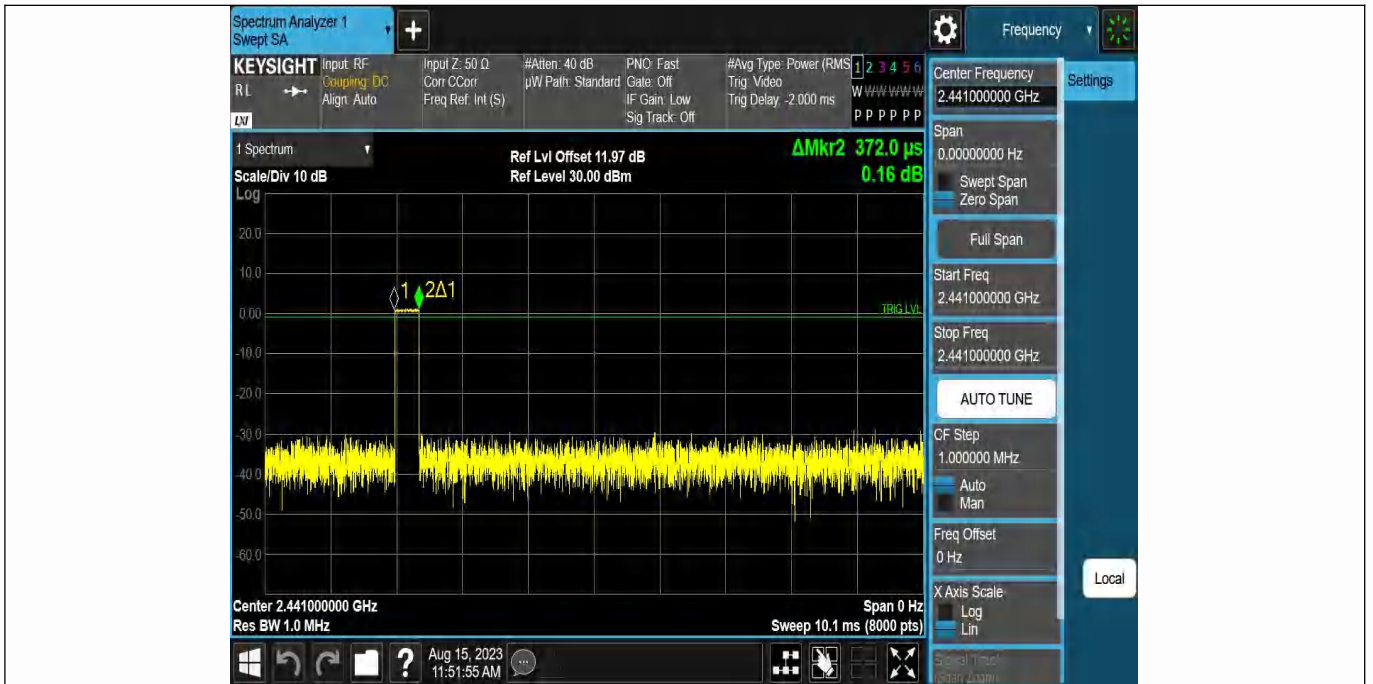 Spectrum Analyzer 1
Swept SA
+
Frequency
KEYSIGHT
RL
LXI
Input: RF
Coupling: DC
Align: Auto
Input Z: 50 Ω
Corr CCorr
Freq Ref: Int (S)
#Atten: 40 dB
µW Path: Standard
PNO: Fast
Gate: Off
IF Gain: Low
Sig Track: Off
#Avg Type: Power (RMS
Trig: Video
Trig Delay: -2.000 ms
1 2 3 4 5 6
W W W W W W
P P P P P P
1 Spectrum
Scale/Div 10 dB
Log
Ref Lvl Offset 11.97 dB
Ref Level 30.00 dBm
ΔMkr2 372.0 µs
0.16 dB
20.0
10.0
0.00
-10.0
-20.0
-30.0
-40.0
-50.0
-60.0
1
2Δ1
TRIG LVL
Center 2.441000000 GHz
Res BW 1.0 MHz
Span 0 Hz
Sweep 10.1 ms (8000 pts)
?
Aug 15, 2023
11:51:55 AM
Center Frequency
2.441000000 GHz
Settings
Span
0.00000000 Hz
Swept Span
Zero Span
Full Span
Start Freq
2.441000000 GHz
Stop Freq
2.441000000 GHz
AUTO TUNE
CF Step
1.000000 MHz
Auto
Man
Freq Offset
0 Hz
X Axis Scale
Log
Lin
Local
Signal Track
(Span Zoom)